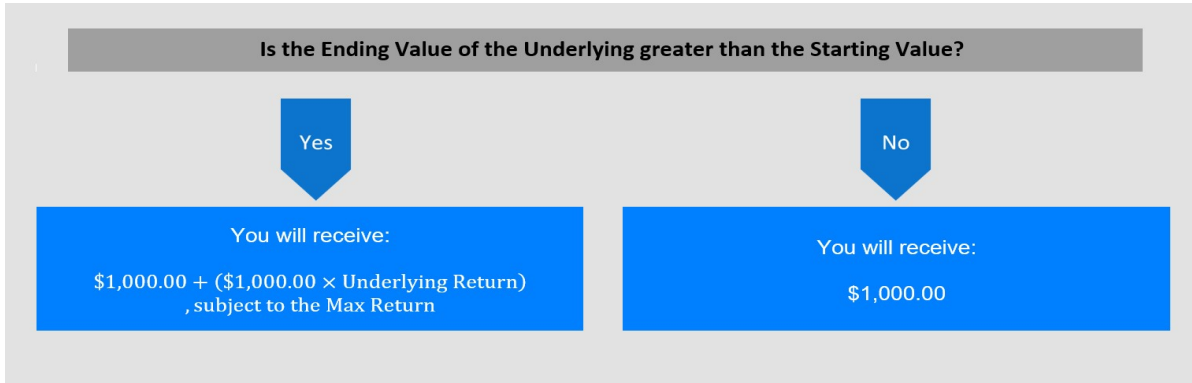 Is the Ending Value of the Underlying greater than the Starting Value?
Yes
No
You will receive:
$1,000.00 + ($1,000.00 × Underlying Return)
, subject to the Max Return
You will receive:
$1,000.00